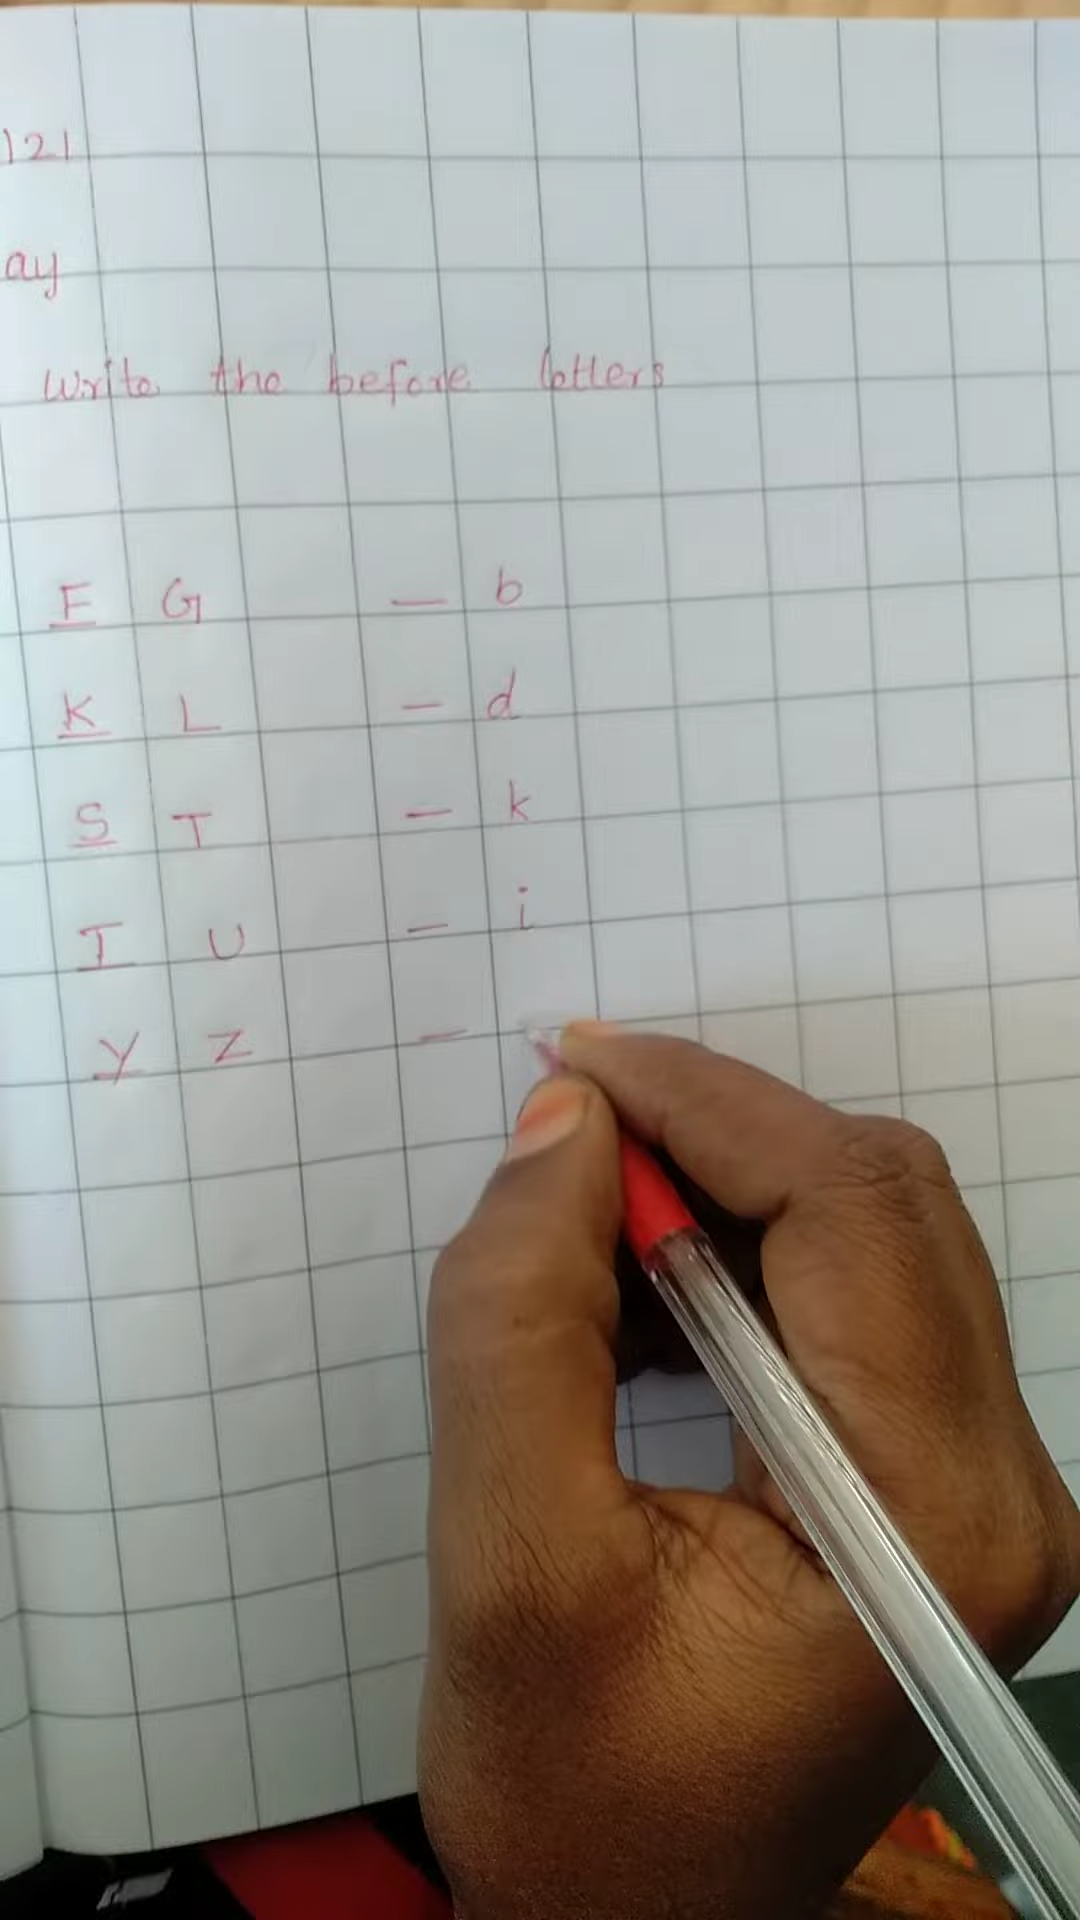 121
ay
Write the before letters
F G — b
K L — d
S T — k
T U — i
Y Z —